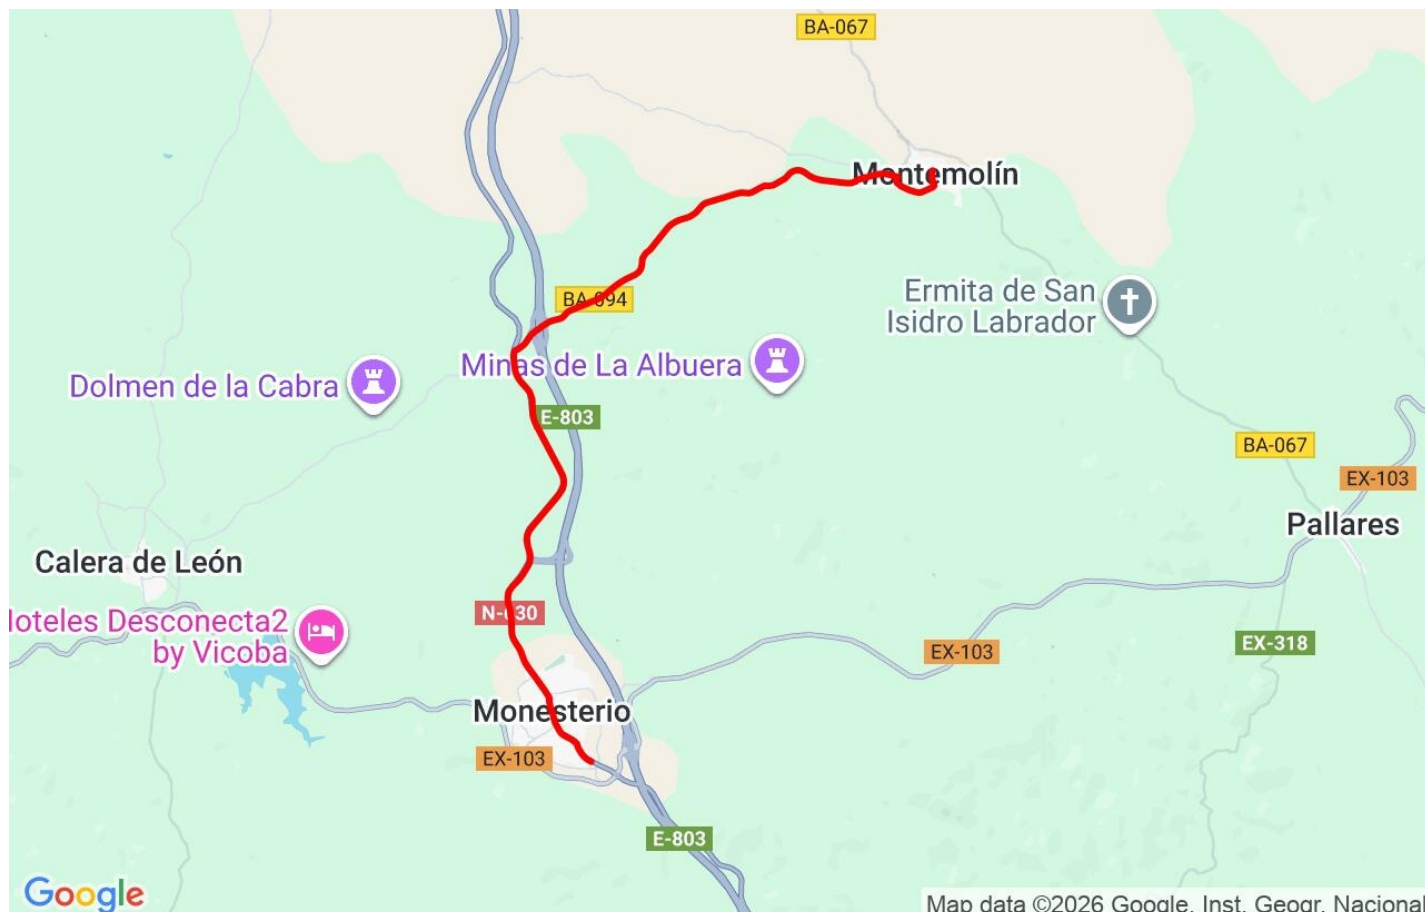 BA-067
Montemolín
Ermita de San
Isidro Labrador
BA-094
Minas de La Albuera
Dolmen de la Cabra
E-803
BA-067
EX-103
Pallares
Calera de León
N-630
Hoteles Desconecta2
by Vicoba
EX-103
EX-318
Monesterio
EX-103
E-803
Google
Map data ©2026 Google, Inst. Geogr. Nacional